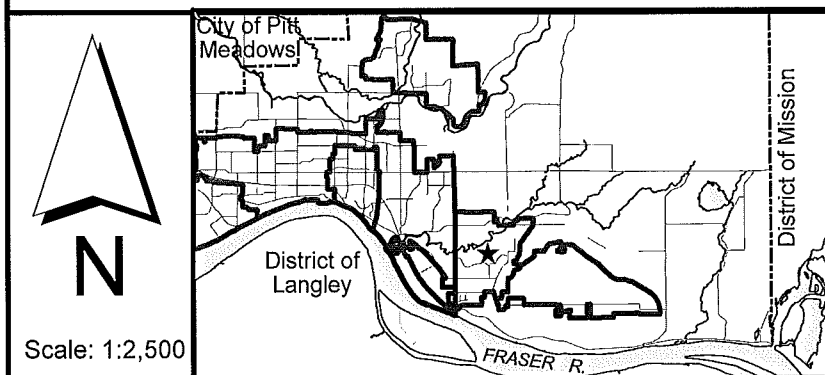 City of Pitt
Meadows
N
Scale: 1:2,500
District of
Langley
FRASER R.
District of Mission